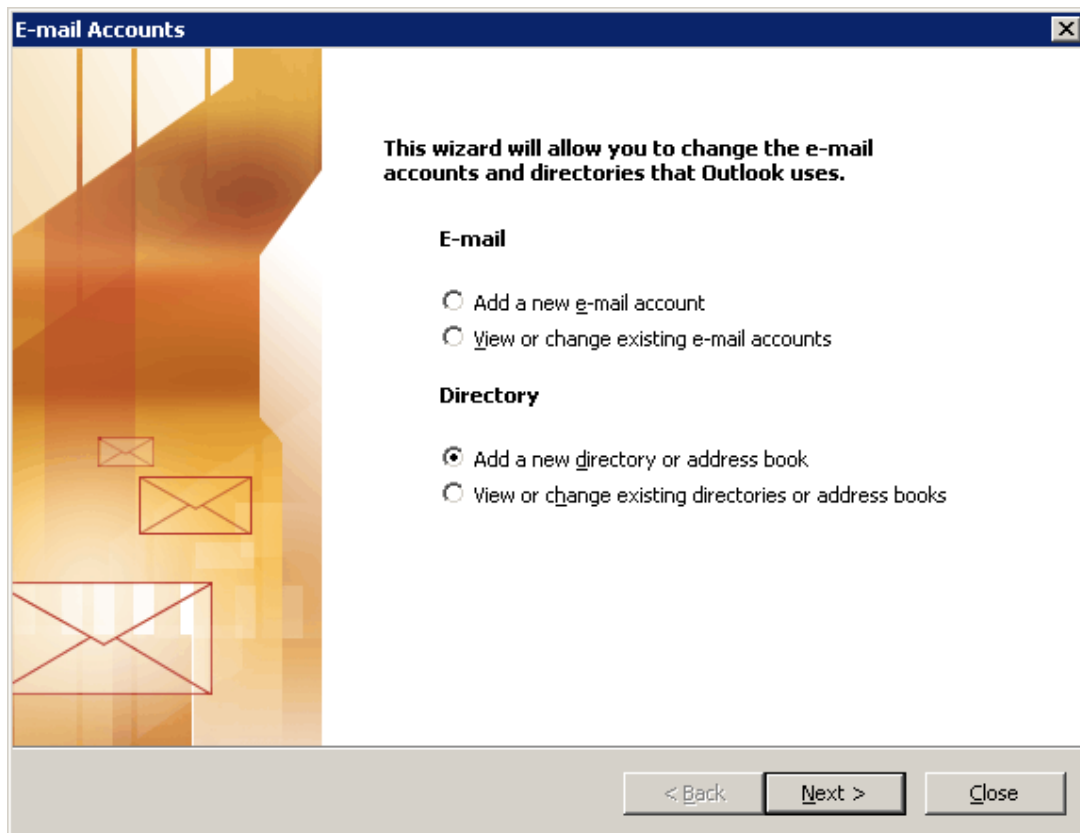 E-mail Accounts
This wizard will allow you to change the e-mail
accounts and directories that Outlook uses.
E-mail
Add a new e-mail account
View or change existing e-mail accounts
Directory
Add a new directory or address book
View or change existing directories or address books
< Back
Next >
Close